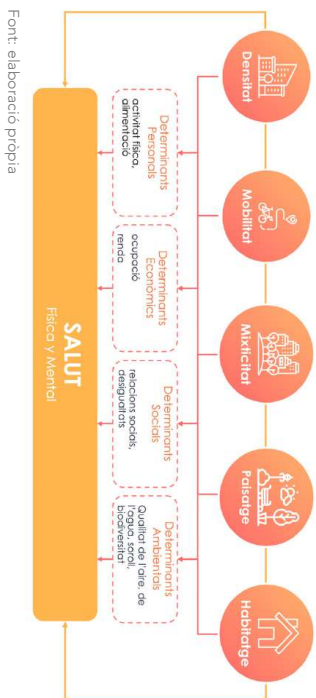 Densitat
Mobilitat
Mixticitat
Paisatge
Habitatge
Determinants
Personals
activitat física,
alimentació
Determinants
Econòmics
ocupació
renda
Determinants
Socials
relacions socials,
desigualtats
Determinants
Ambientals
Qualitat de l'aire, de
l'agua, soroll,
biodiversitat
SALUT
Física y Mental
Font: elaboració pròpia